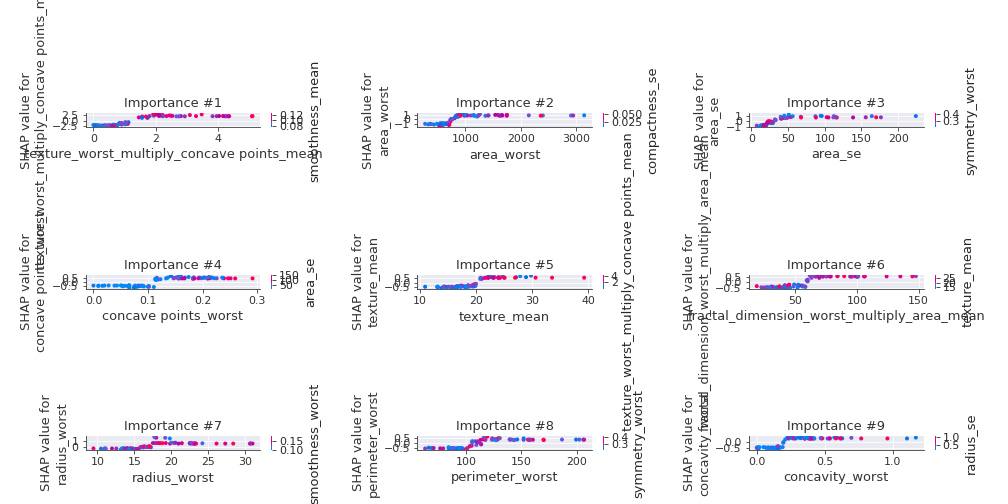 Importance #1
SHAP value for
texture_worst_multiply_concave points_mean
2.5
0.0
−2.5
0.12
0.10
0.08
smoothness_mean
0
2
4
texture_worst_multiply_concave points_mean
Importance #2
SHAP value for
area_worst
1
−1
0.050
0.025
compactness_se
1000
2000
3000
area_worst
Importance #3
SHAP value for
area_se
1
0
−1
0.4
0.3
symmetry_worst
0
50
100
150
200
area_se
Importance #4
SHAP value for
concave points_worst
0.5
0.0
−0.5
150
100
50
area_se
0.0
0.1
0.2
0.3
concave points_worst
Importance #5
SHAP value for
texture_mean
0.5
0.0
−0.5
4
2
texture_worst_multiply_concave points_mean
10
20
30
40
texture_mean
Importance #6
SHAP value for
fractal_dimension_worst_multiply_area_mean
0.5
0.0
−0.5
25
20
15
texture_mean
50
100
150
fractal_dimension_worst_multiply_area_mean
Importance #7
SHAP value for
radius_worst
1
0
0.15
0.10
smoothness_worst
10
15
20
25
30
radius_worst
Importance #8
SHAP value for
perimeter_worst
0.5
0.0
−0.5
0.4
0.3
symmetry_worst
100
150
200
perimeter_worst
Importance #9
SHAP value for
concavity_worst
0.0
−0.5
1.0
0.5
radius_se
0.0
0.5
1.0
concavity_worst